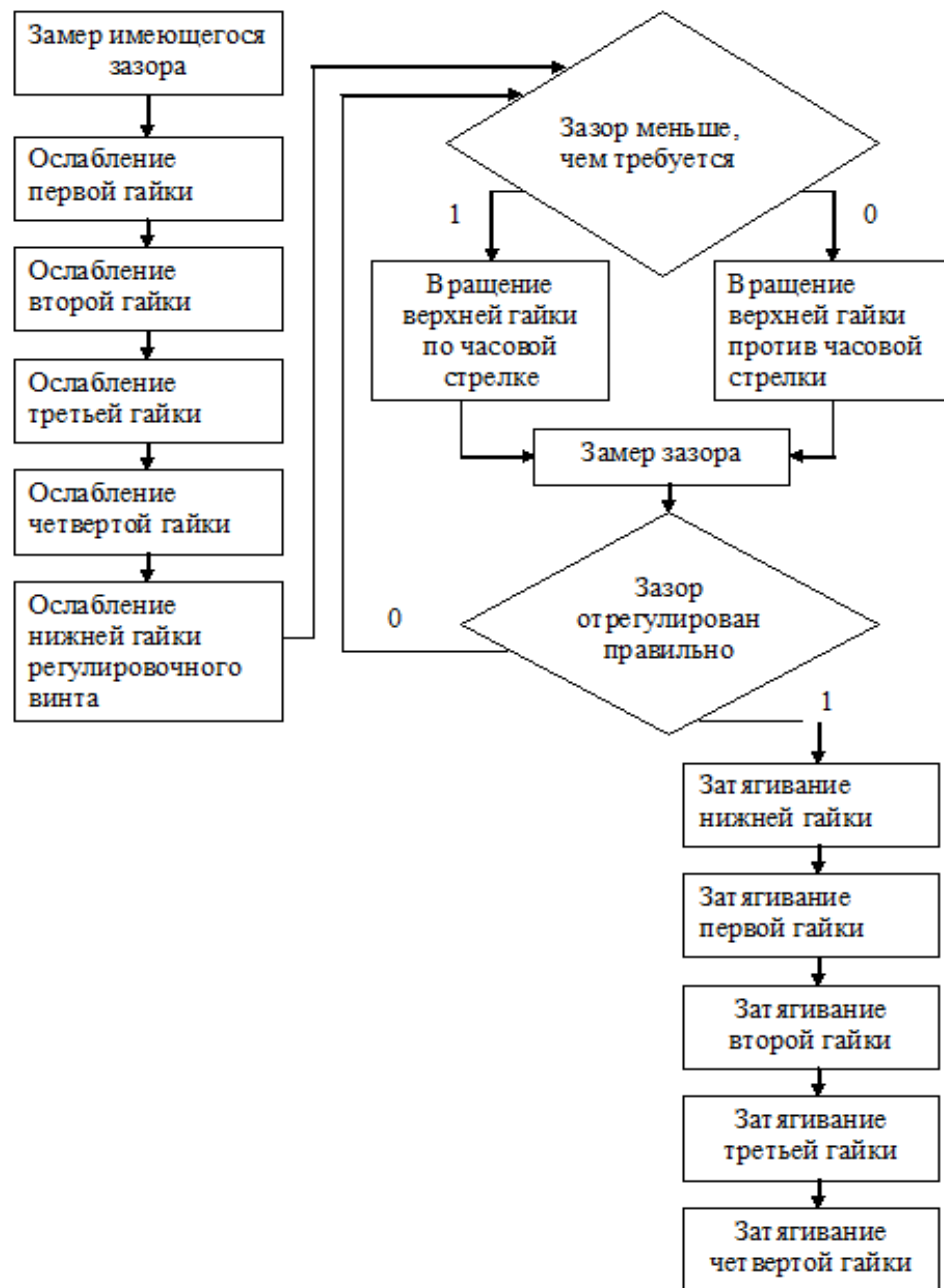 Замер имеющегося
зазора
Ослабление
первой гайки
Ослабление
второй гайки
Ослабление
третьей гайки
Ослабление
четвертой гайки
Ослабление
нижней гайки
регулировочного
винта
Зазор меньше,
чем требуется
1
0
Вращение
верхней гайки
по часовой
стрелке
Вращение
верхней гайки
против часовой
стрелки
Замер зазора
Зазор
отрегулирован
правильно
0
1
Затягивание
нижней гайки
Затягивание
первой гайки
Затягивание
второй гайки
Затягивание
третьей гайки
Затягивание
четвертой гайки